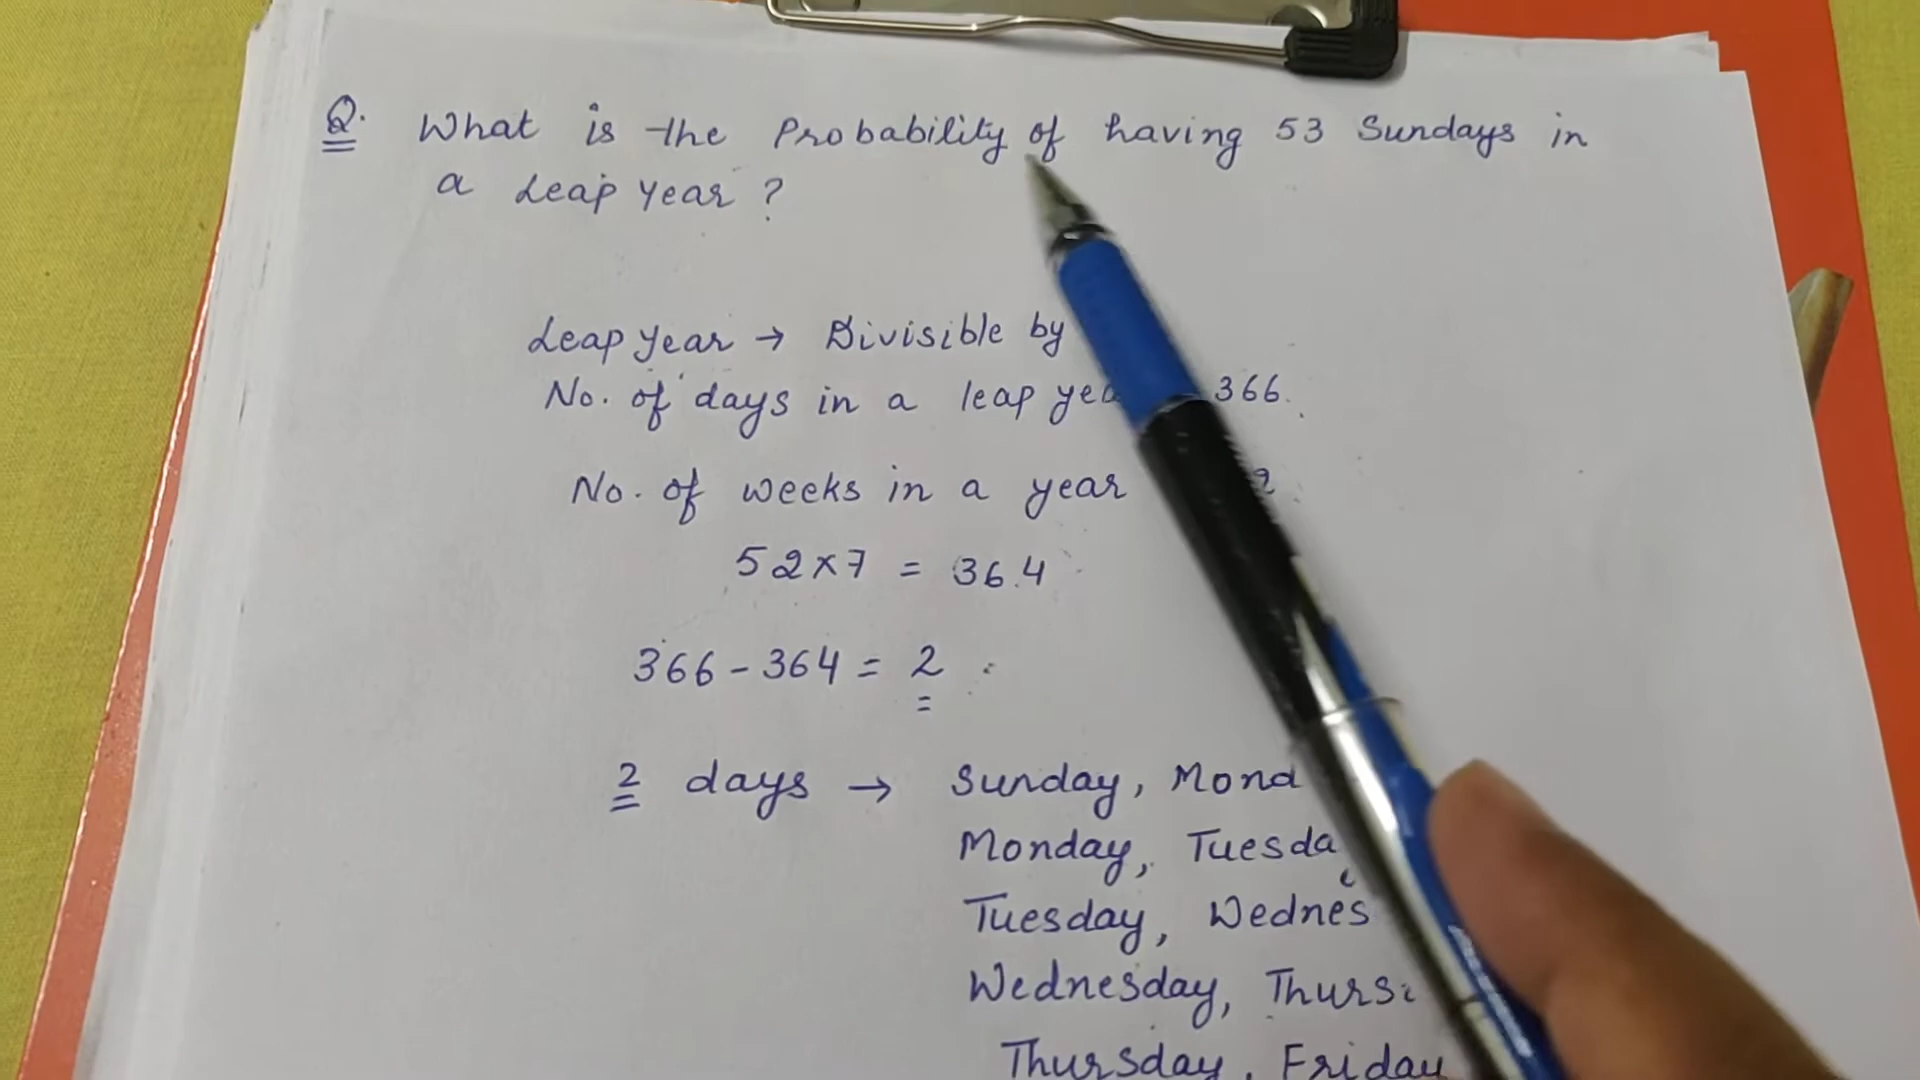 Q. What is the Probability of having 53 Sundays in
a Leap Year ?
Leap Year → Divisible by
No. of days in a leap yea 366.
No. of weeks in a year 2
52×7 = 364
366-364 = 2
2 days → Sunday, Mond
Monday, Tuesda
Tuesday, Wednes
Wednesday, Thurs
Thursday, Friday